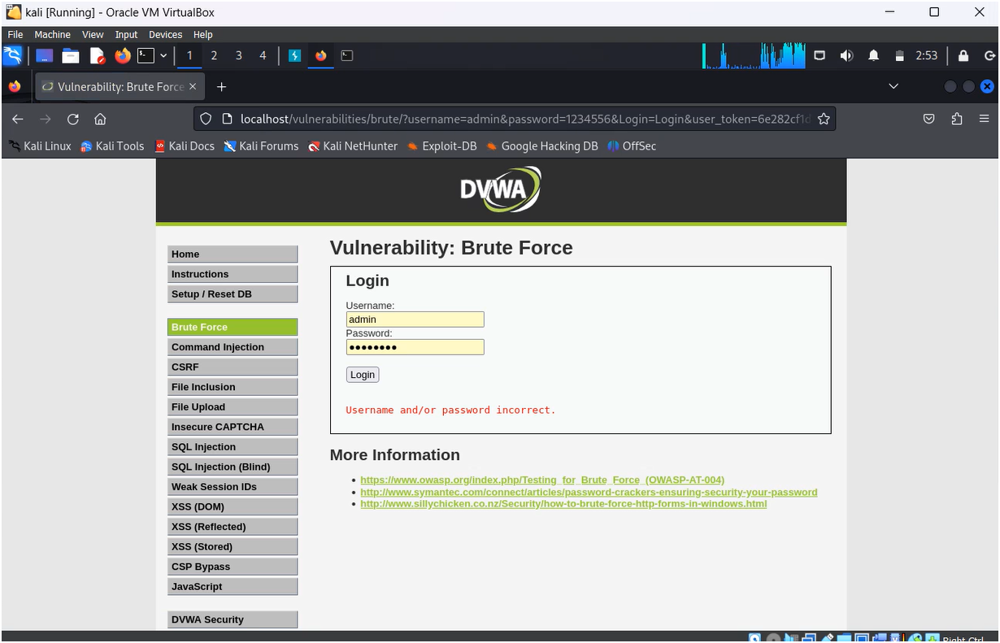 kali [Running] - Oracle VM VirtualBox
File Machine View Input Devices Help
1 2 3 4 2:53
Vulnerability: Brute Force
localhost/vulnerabilities/brute/?username=admin&password=1234556&Login=Login&user_token=6e282cf1d
Kali Linux Kali Tools Kali Docs Kali Forums Kali NetHunter Exploit-DB Google Hacking DB OffSec
DVWA
Vulnerability: Brute Force
Home
Instructions
Setup / Reset DB
Brute Force
Command Injection
CSRF
File Inclusion
File Upload
Insecure CAPTCHA
SQL Injection
SQL Injection (Blind)
Weak Session IDs
XSS (DOM)
XSS (Reflected)
XSS (Stored)
CSP Bypass
JavaScript
DVWA Security
Login
Username:
admin
Password:
••••••••
Login
Username and/or password incorrect.
More Information
https://www.owasp.org/index.php/Testing_for_Brute_Force_(OWASP-AT-004)
http://www.symantec.com/connect/articles/password-crackers-ensuring-security-your-password
http://www.sillychicken.co.nz/Security/how-to-brute-force-http-forms-in-windows.html
Right Ctrl